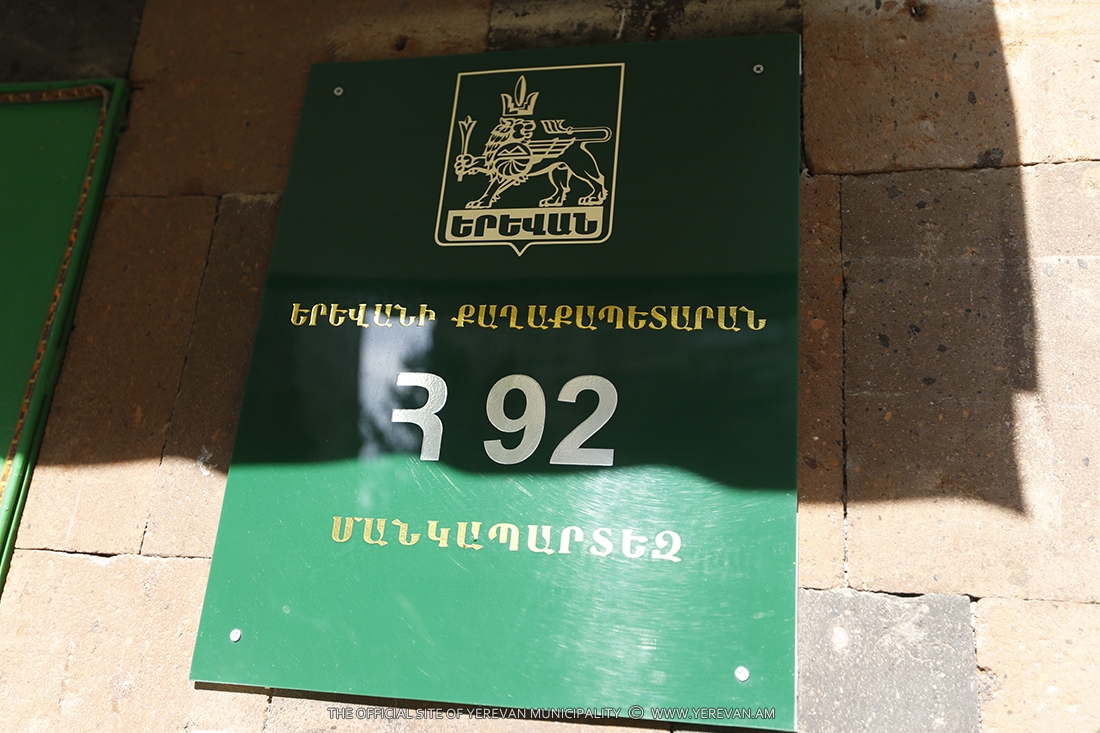 ԵՐԵՎԱՆ
ԵՐԵՎԱՆԻ ՔԱՂԱՔԱՊԵՏԱՐԱՆ
Հ 92
ՄԱՆԿԱՊԱՐՏԵԶ
THE OFFICIAL SITE OF YEREVAN MUNICIPALITY © WWW.YEREVAN.AM